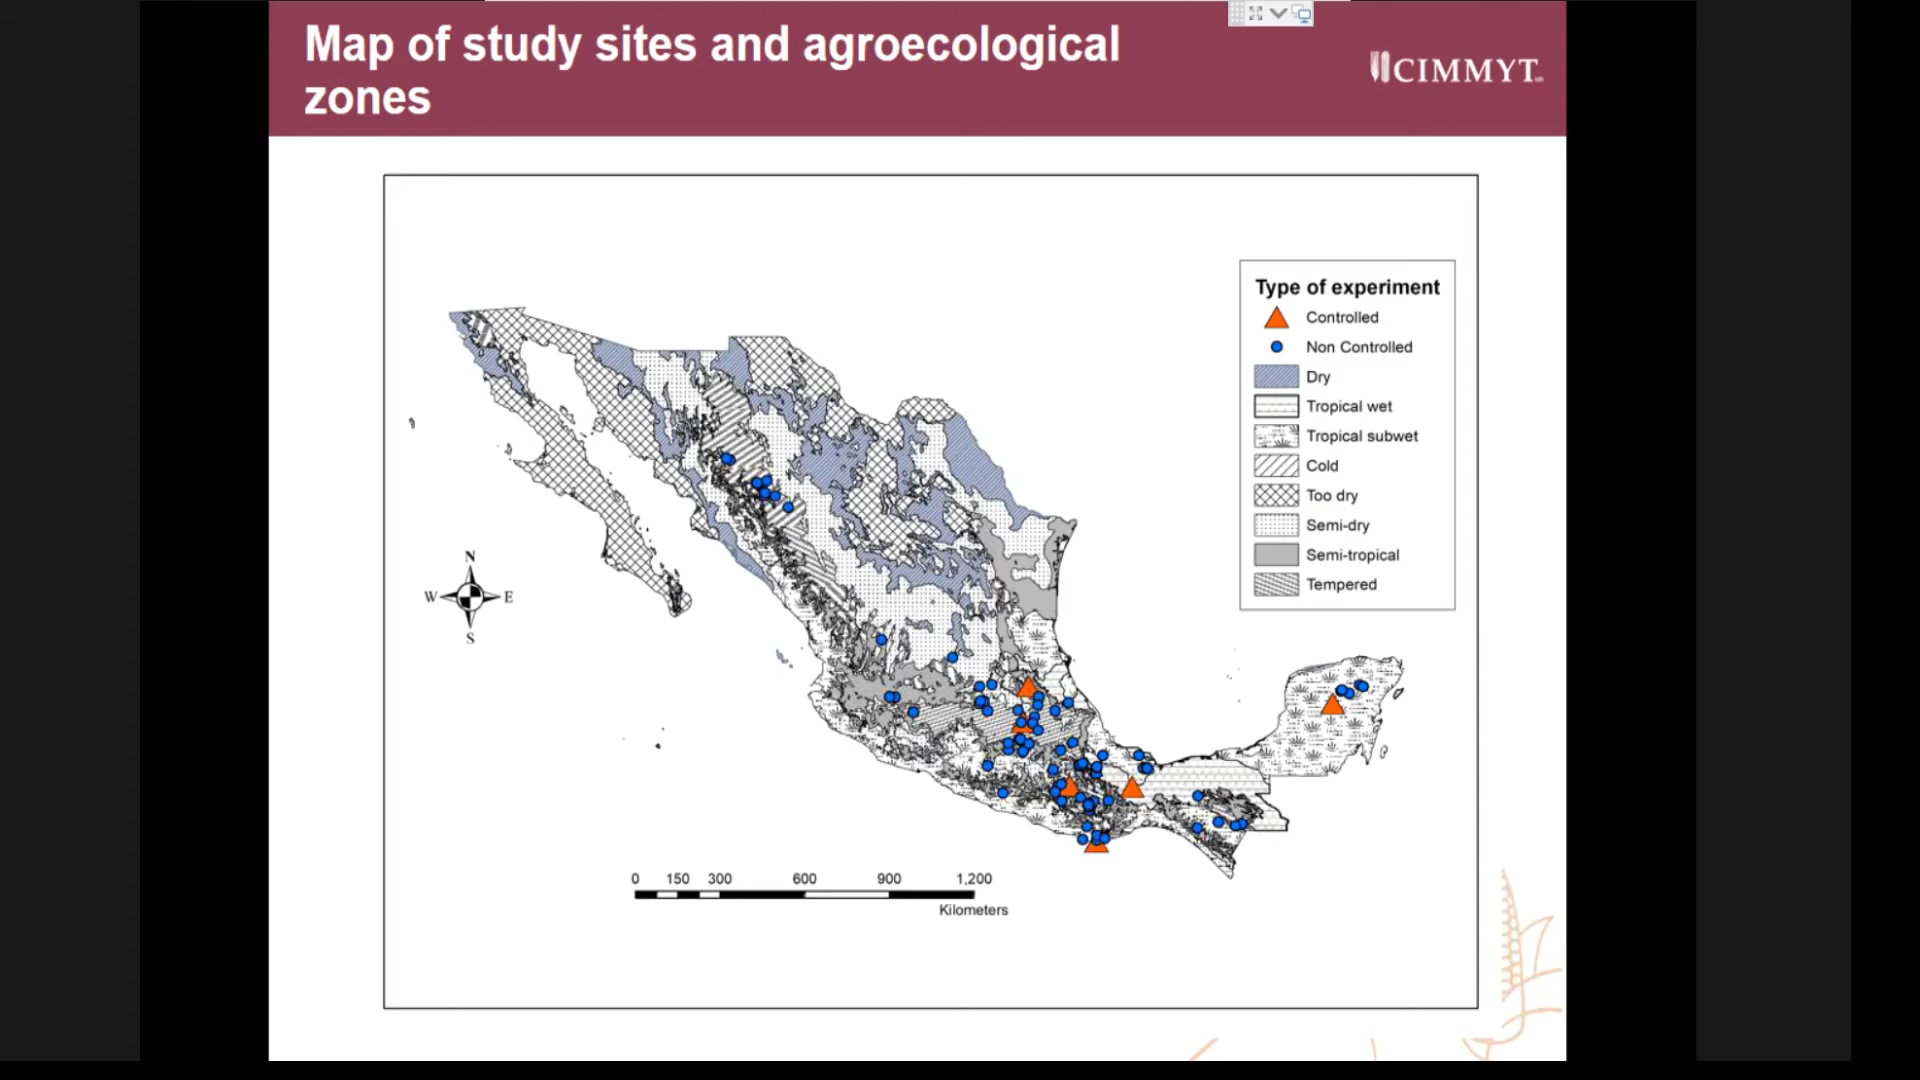 Map of study sites and agroecological
zones
CIMMYT
Type of experiment
Controlled
Non Controlled
Dry
Tropical wet
Tropical subwet
Cold
Too dry
Semi-dry
Semi-tropical
Tempered
N
W E
S
0 150 300 600 900 1,200
Kilometers